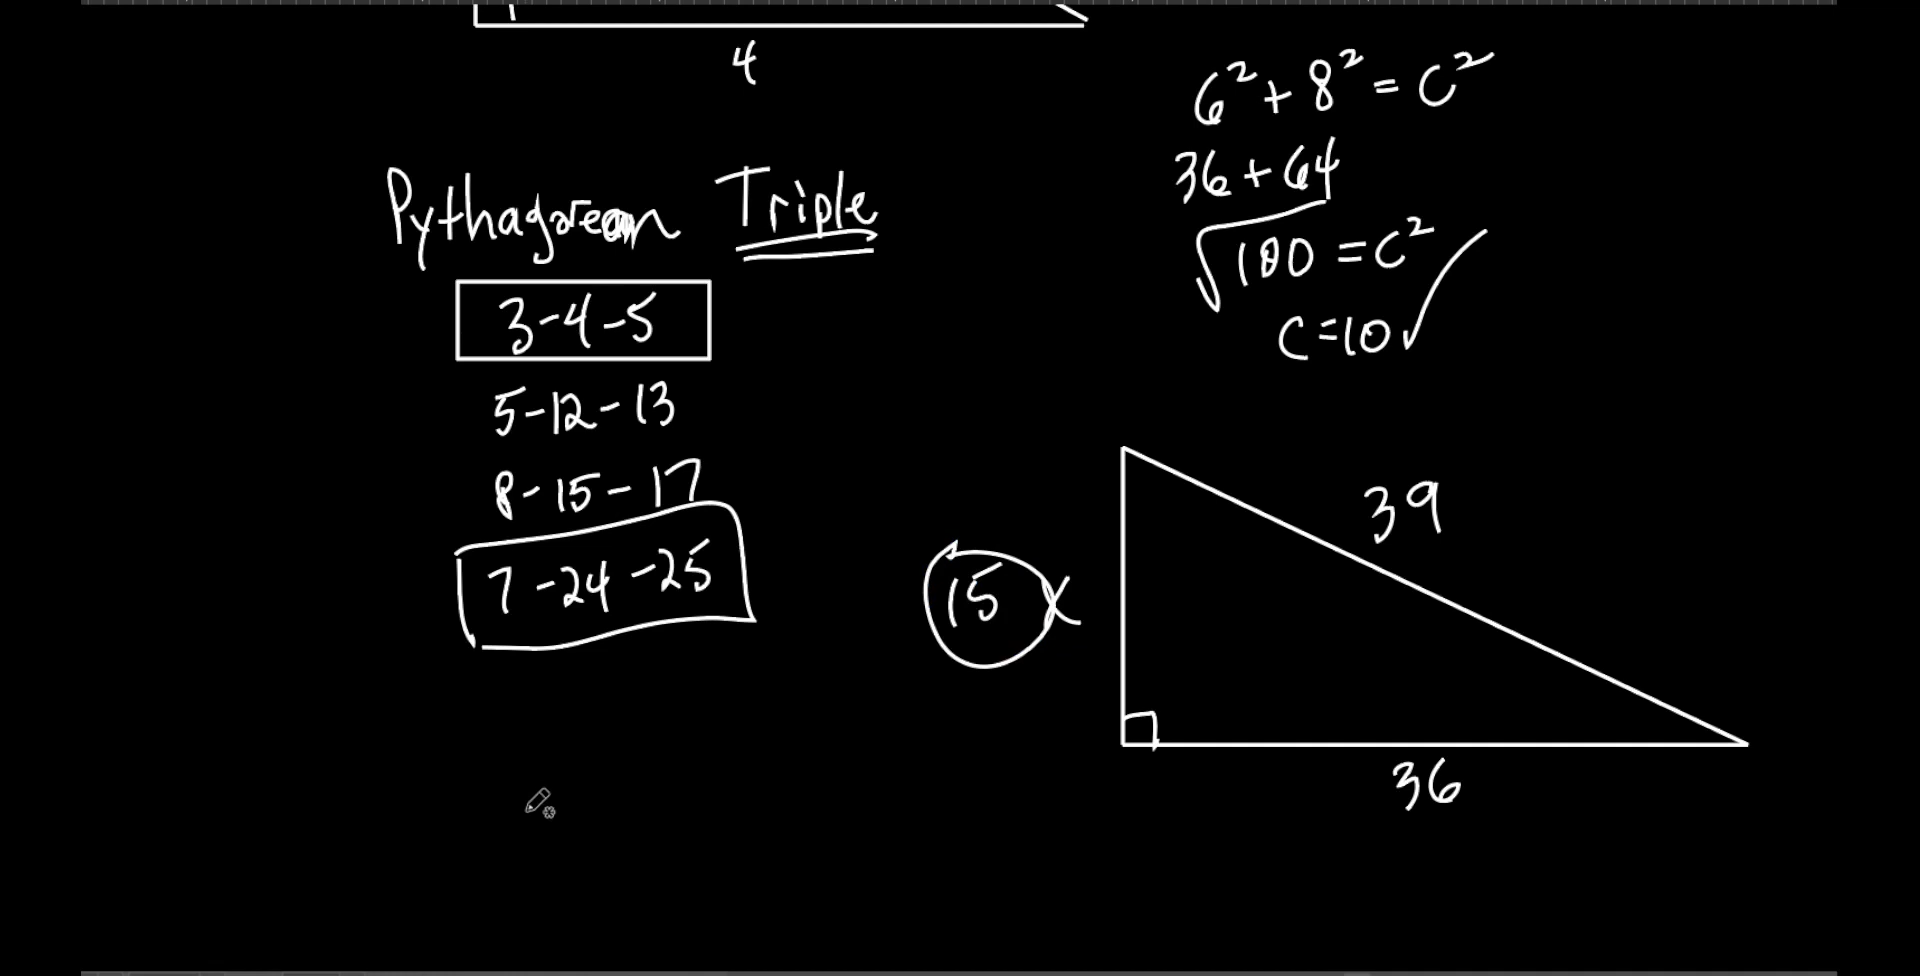 4
6² + 8² = C²
36 + 64
√100 = C²
C = 10 ✓
Pythagorean Triple
3-4-5
5-12-13
8-15-17
7-24-25
39
15 x
36